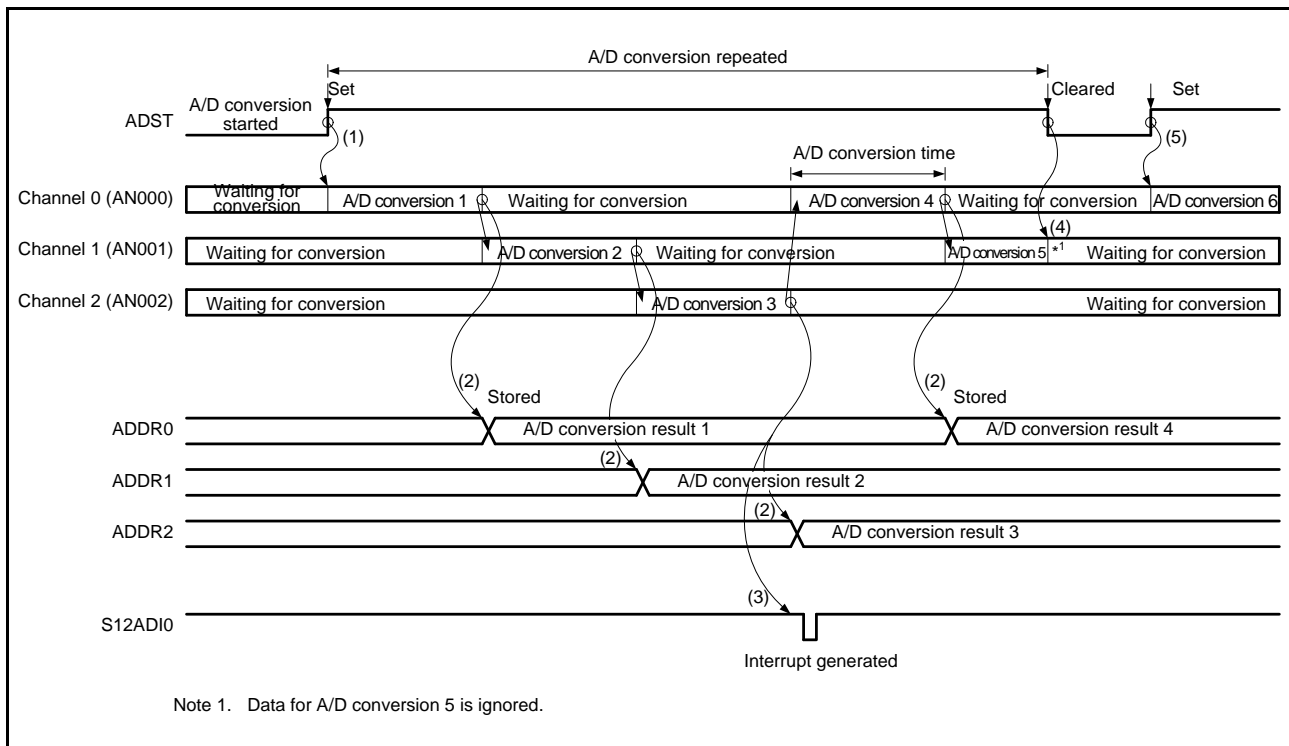 A/D conversion repeated
Set
Cleared
Set
A/D conversion
started
ADST
(1)
(5)
A/D conversion time
Channel 0 (AN000)
Waiting for
conversion
A/D conversion 1
Waiting for conversion
A/D conversion 4
Waiting for conversion
A/D conversion 6
(4)
Channel 1 (AN001)
Waiting for conversion
A/D conversion 2
Waiting for conversion
A/D conversion 5
*1
Waiting for conversion
Channel 2 (AN002)
Waiting for conversion
A/D conversion 3
Waiting for conversion
(2)
Stored
(2)
Stored
ADDR0
A/D conversion result 1
A/D conversion result 4
(2)
ADDR1
A/D conversion result 2
(2)
ADDR2
A/D conversion result 3
(3)
S12ADI0
Interrupt generated
Note 1. Data for A/D conversion 5 is ignored.